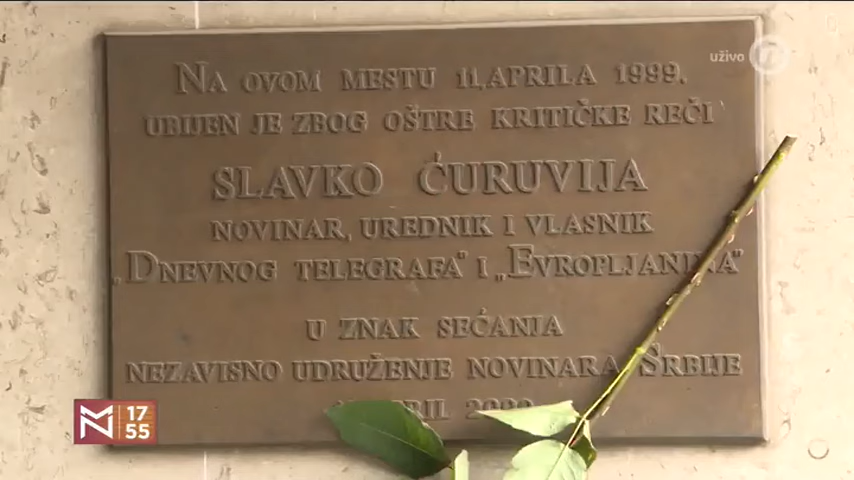 uživo
NA OVOM MESTU 11. APRILA 1999.
UBIJEN JE ZBOG OŠTRE KRITIČKE REČI
SLAVKO ĆURUVIJA
NOVINAR, UREDNIK I VLASNIK
„DNEVNOG TELEGRAFA” I „EVROPLJANINA”
U ZNAK SEĆANJA
NEZAVISNO UDRUŽENJE NOVINARA SRBIJE
17
55